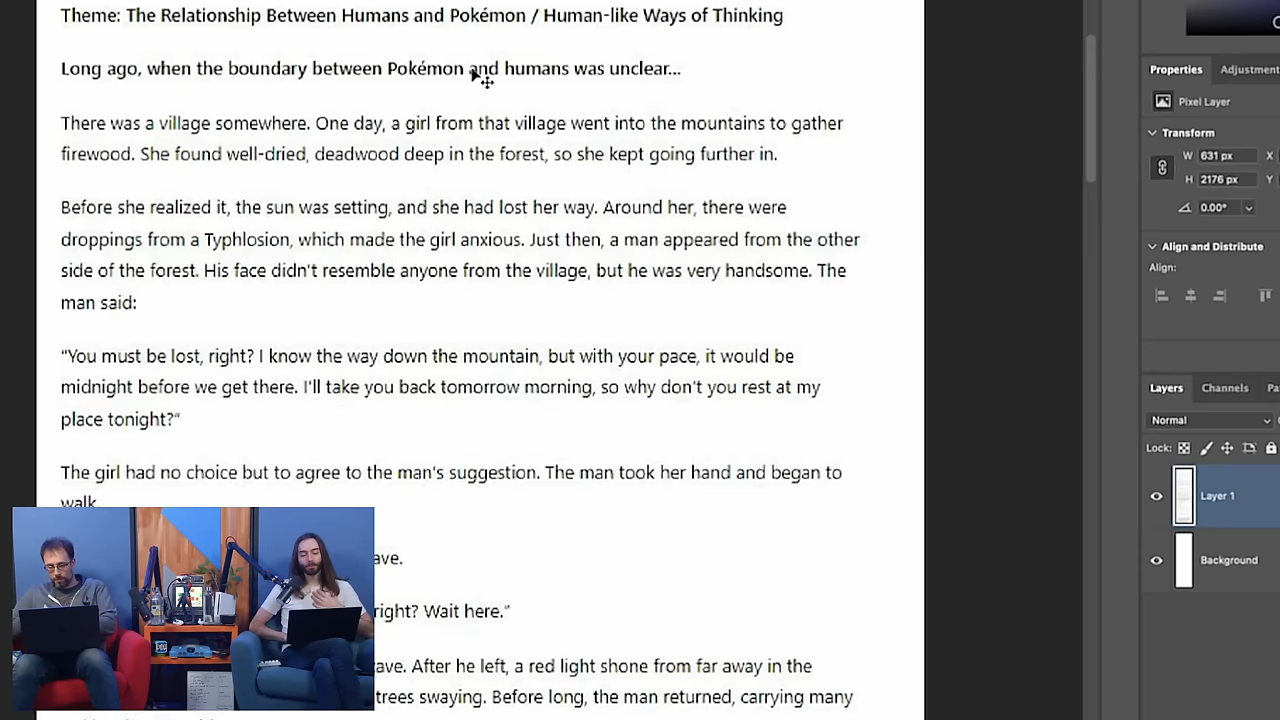 Theme: The Relationship Between Humans and Pokémon / Human-like Ways of Thinking
Long ago, when the boundary between Pokémon and humans was unclear...
There was a village somewhere. One day, a girl from that village went into the mountains to gather
firewood. She found well-dried, deadwood deep in the forest, so she kept going further in.
Before she realized it, the sun was setting, and she had lost her way. Around her, there were
droppings from a Typhlosion, which made the girl anxious. Just then, a man appeared from the other
side of the forest. His face didn't resemble anyone from the village, but he was very handsome. The
man said:
“You must be lost, right? I know the way down the mountain, but with your pace, it would be
midnight before we get there. I'll take you back tomorrow morning, so why don't you rest at my
place tonight?”
The girl had no choice but to agree to the man's suggestion. The man took her hand and began to
walk.
ave.
right? Wait here.”
ave. After he left, a red light shone from far away in the
trees swaying. Before long, the man returned, carrying many
Properties
Adjustment
Pixel Layer
Transform
W 631 px X
H 2176 px Y
0.00°
Align and Distribute
Align:
Layers Channels Pa
Normal
Lock:
Layer 1
Background